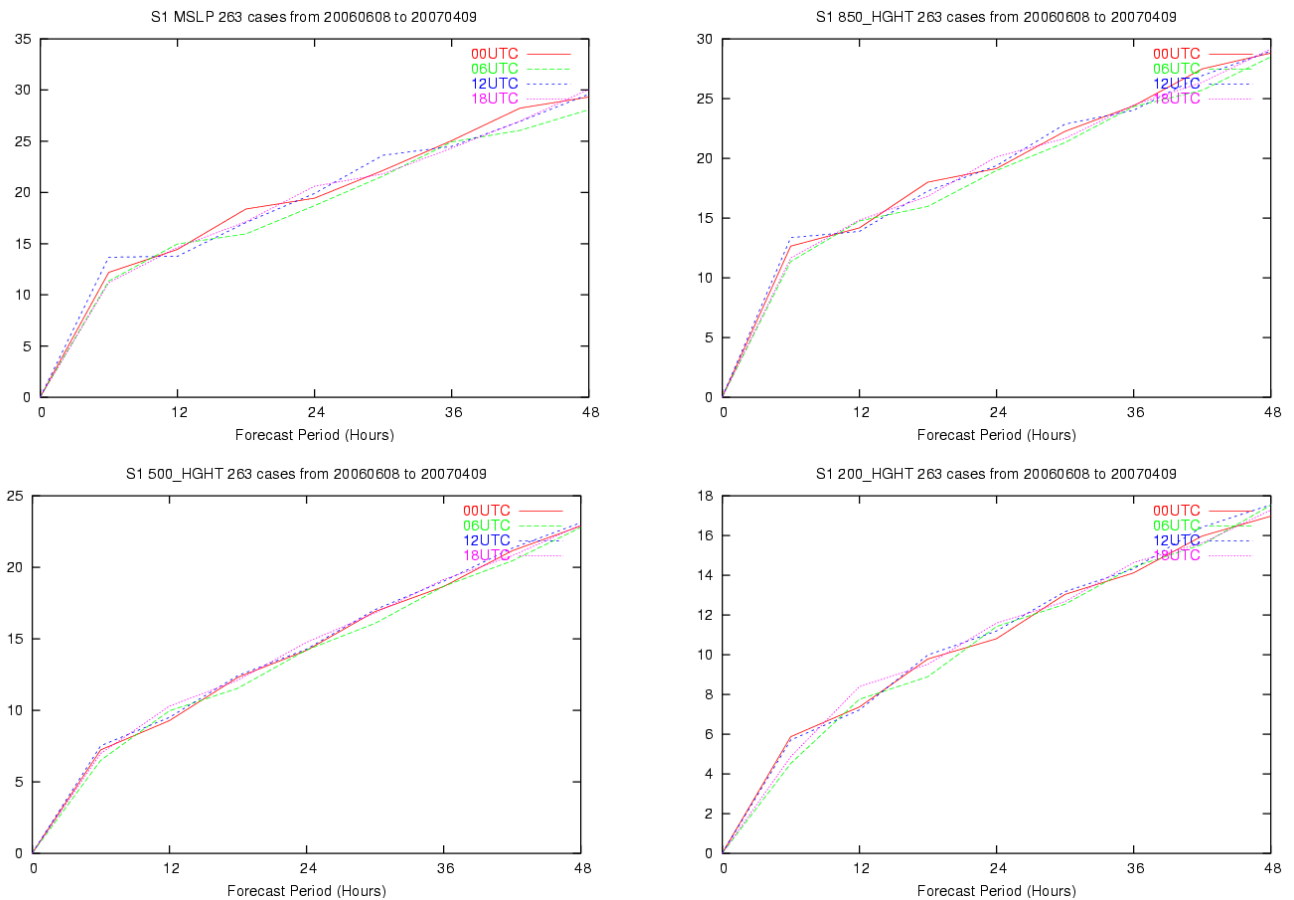 S1 MSLP 263 cases from 20060608 to 20070409
35
30
25
20
15
10
5
0
00UTC
06UTC
12UTC
18UTC
0 12 24 36 48
Forecast Period (Hours)
S1 850_HGHT 263 cases from 20060608 to 20070409
30
25
20
15
10
5
0
00UTC
06UTC
12UTC
18UTC
0 12 24 36 48
Forecast Period (Hours)
S1 500_HGHT 263 cases from 20060608 to 20070409
25
20
15
10
5
0
00UTC
06UTC
12UTC
18UTC
0 12 24 36 48
Forecast Period (Hours)
S1 200_HGHT 263 cases from 20060608 to 20070409
18
16
14
12
10
8
6
4
2
0
00UTC
06UTC
12UTC
18UTC
0 12 24 36 48
Forecast Period (Hours)